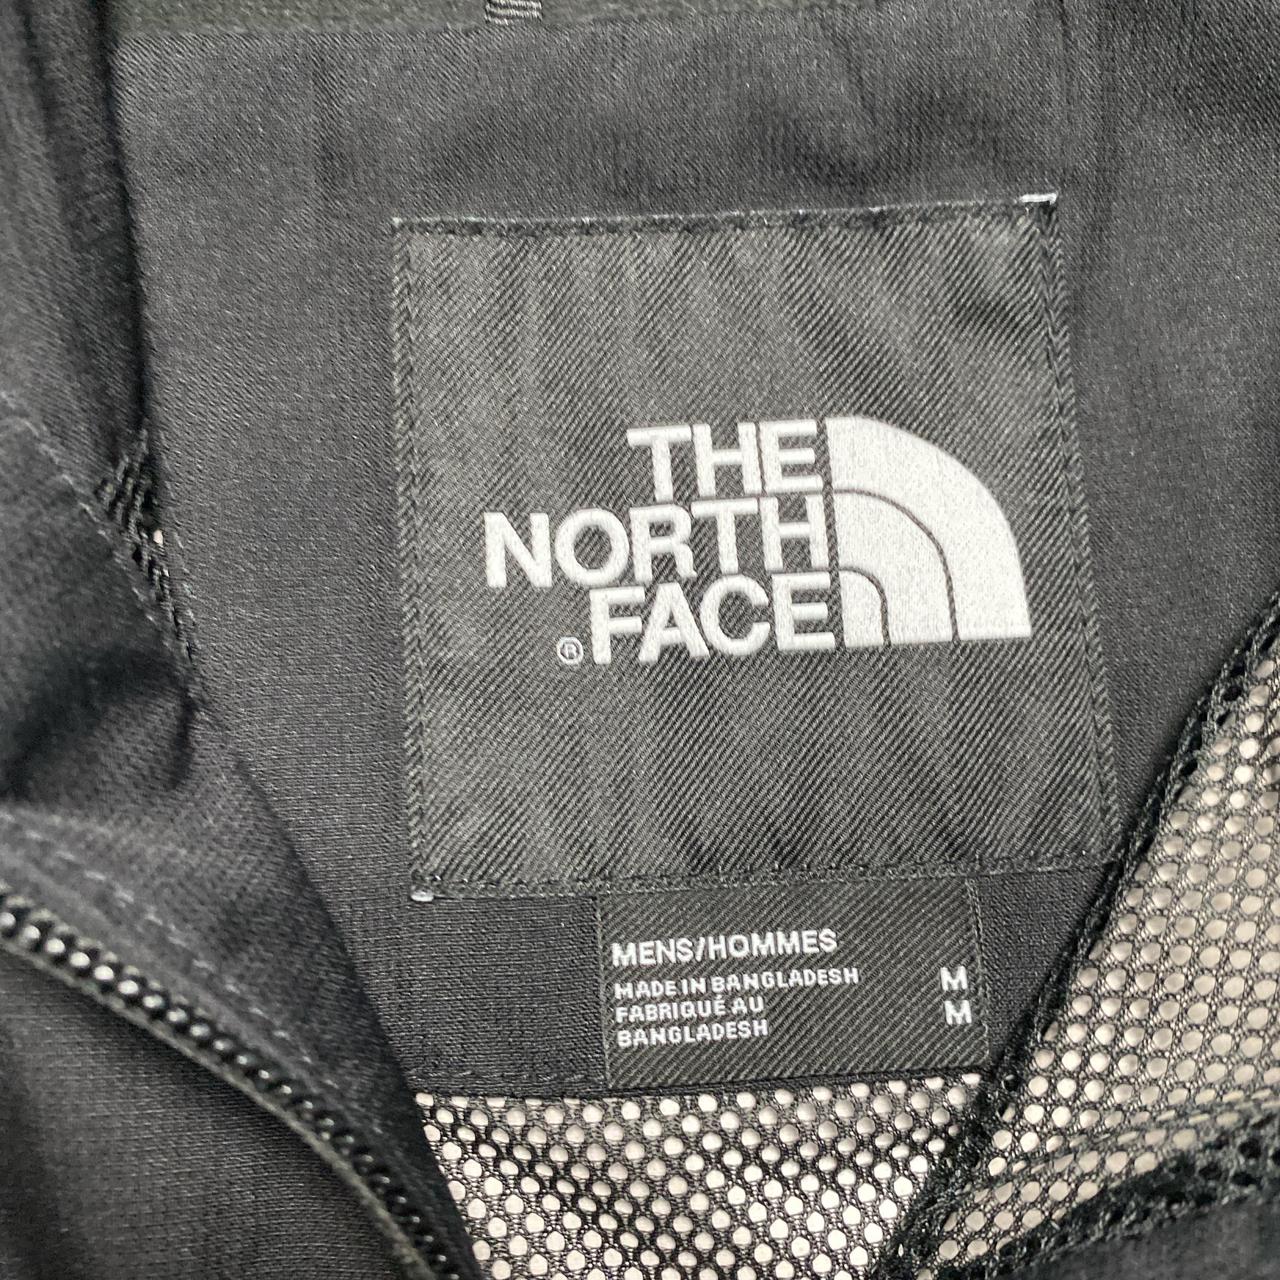 THE
NORTH
FACE
®
MENS/HOMMES
MADE IN BANGLADESH M
FABRIQUÉ AU M
BANGLADESH